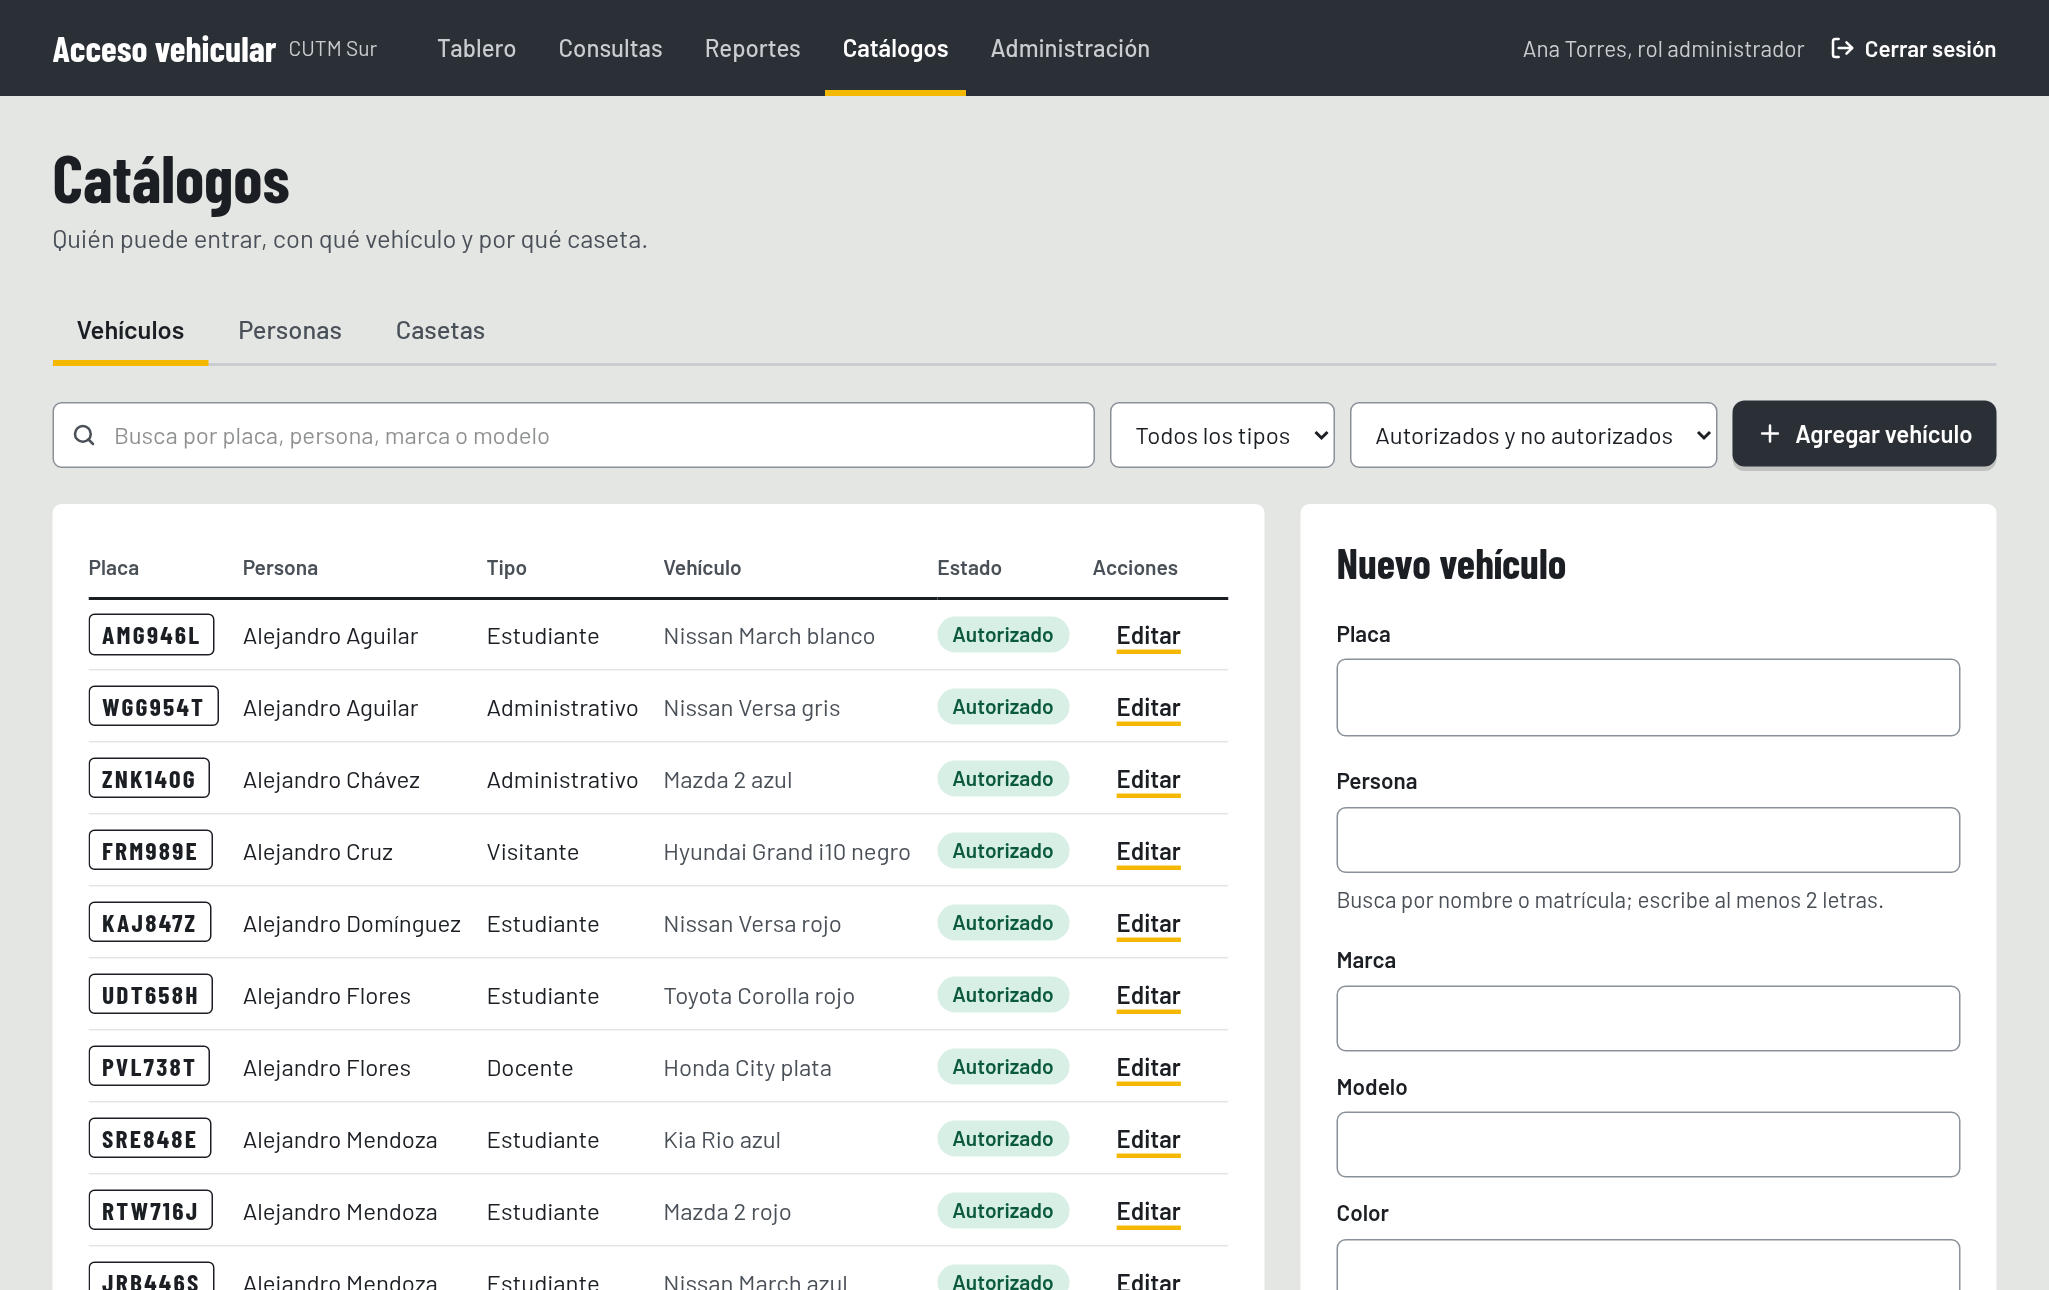 Acceso vehicular CUTM Sur Tablero Consultas Reportes Catálogos Administración Ana Torres, rol administrador Cerrar sesión
Catálogos
Quién puede entrar, con qué vehículo y por qué caseta.
Vehículos Personas Casetas
Busca por placa, persona, marca o modelo Todos los tipos Autorizados y no autorizados + Agregar vehículo
Placa Persona Tipo Vehículo Estado Acciones
AMG946L Alejandro Aguilar Estudiante Nissan March blanco Autorizado Editar
WGG954T Alejandro Aguilar Administrativo Nissan Versa gris Autorizado Editar
ZNK140G Alejandro Chávez Administrativo Mazda 2 azul Autorizado Editar
FRM989E Alejandro Cruz Visitante Hyundai Grand i10 negro Autorizado Editar
KAJ847Z Alejandro Domínguez Estudiante Nissan Versa rojo Autorizado Editar
UDT658H Alejandro Flores Estudiante Toyota Corolla rojo Autorizado Editar
PVL738T Alejandro Flores Docente Honda City plata Autorizado Editar
SRE848E Alejandro Mendoza Estudiante Kia Rio azul Autorizado Editar
RTW716J Alejandro Mendoza Estudiante Mazda 2 rojo Autorizado Editar
JRB446S Alejandro Mendoza Estudiante Nissan March azul Autorizado Editar
Nuevo vehículo
Placa
Persona
Busca por nombre o matrícula; escribe al menos 2 letras.
Marca
Modelo
Color